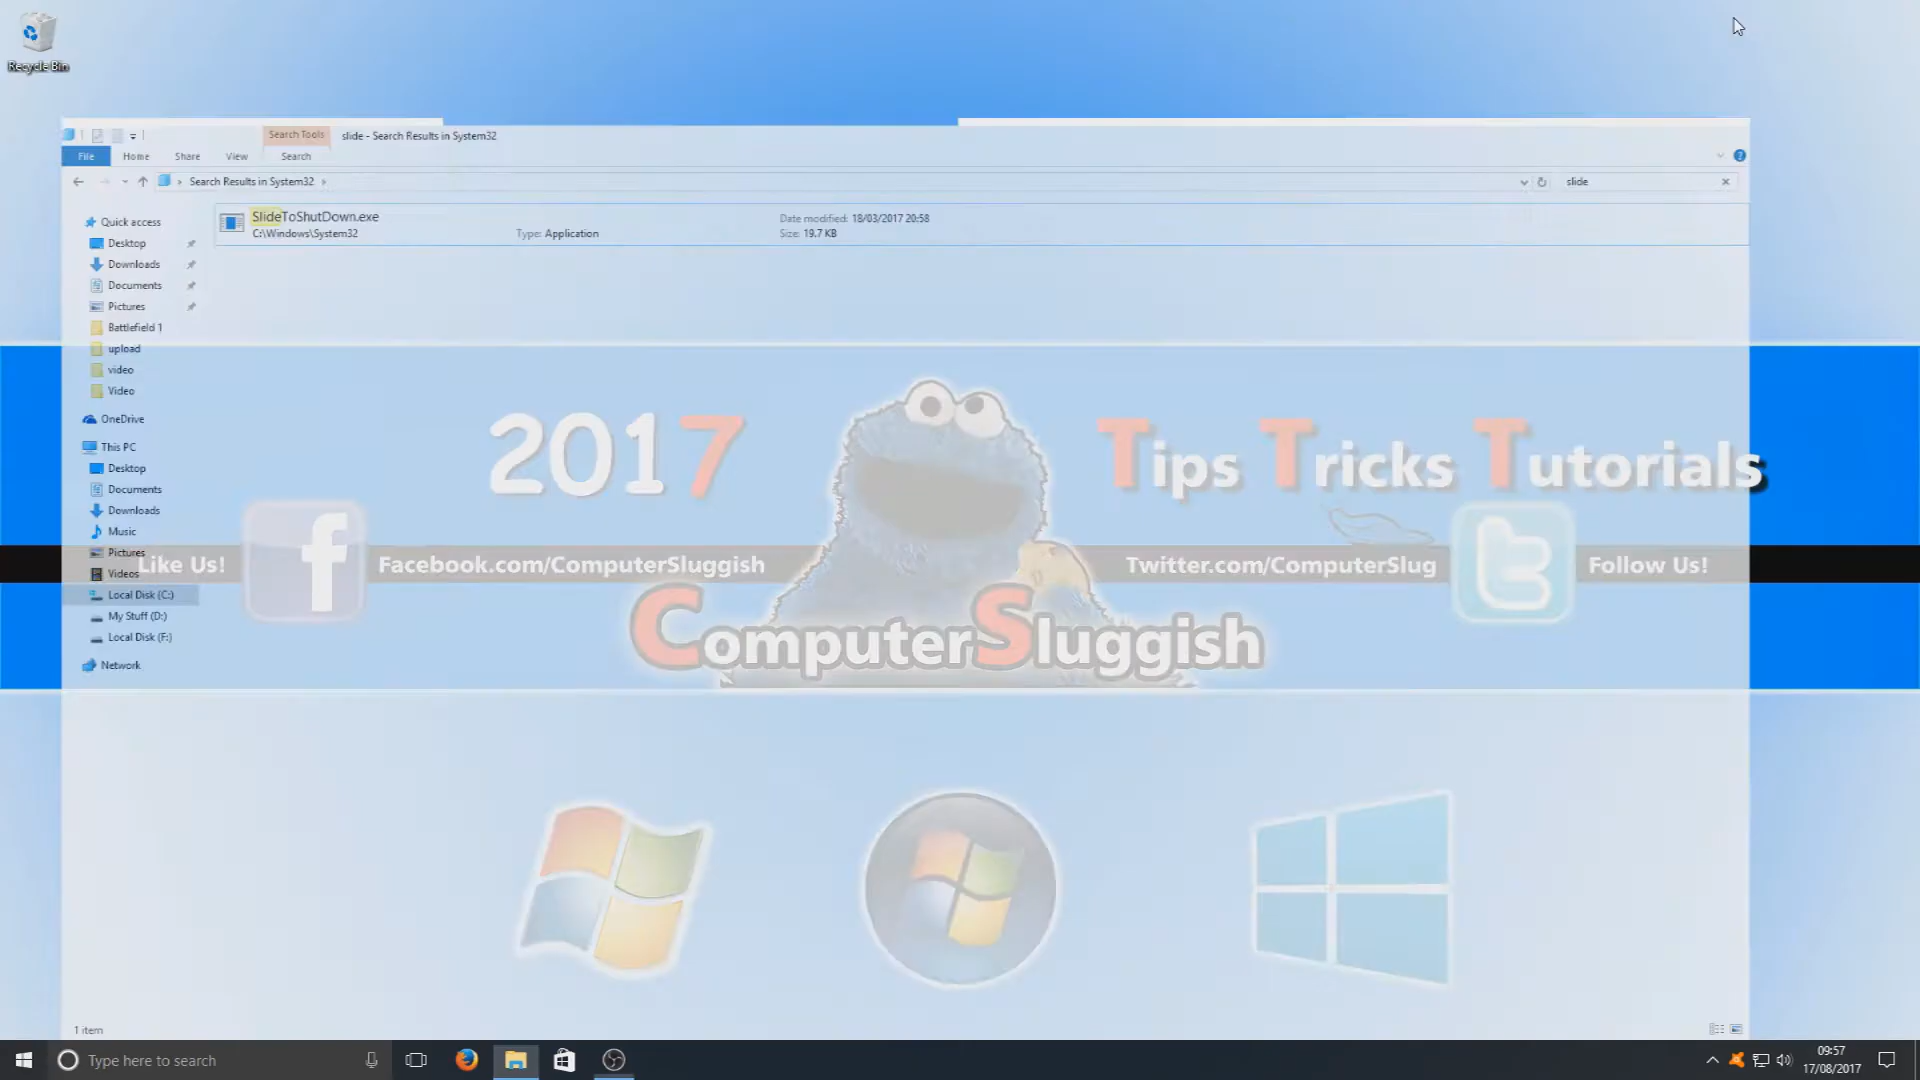 Recycle Bin
Search Tools
slide - Search Results in System32
File
Home
Share
View
Search
Search Results in System32
slide
SlideToShutDown.exe
C:\Windows\System32
Type: Application
Date modified: 18/03/2017 20:58
Size: 19.7 KB
Quick access
Desktop
Downloads
Documents
Pictures
Battlefield 1
upload
video
Video
OneDrive
This PC
Desktop
Documents
Downloads
Music
Pictures
Videos
Local Disk (C:)
My Stuff (D:)
Local Disk (F:)
Network
2017
Tips Tricks Tutorials
Like Us!
Facebook.com/ComputerSluggish
Twitter.com/ComputerSlug
Follow Us!
ComputerSluggish
1 item
Type here to search
09:57
17/08/2017